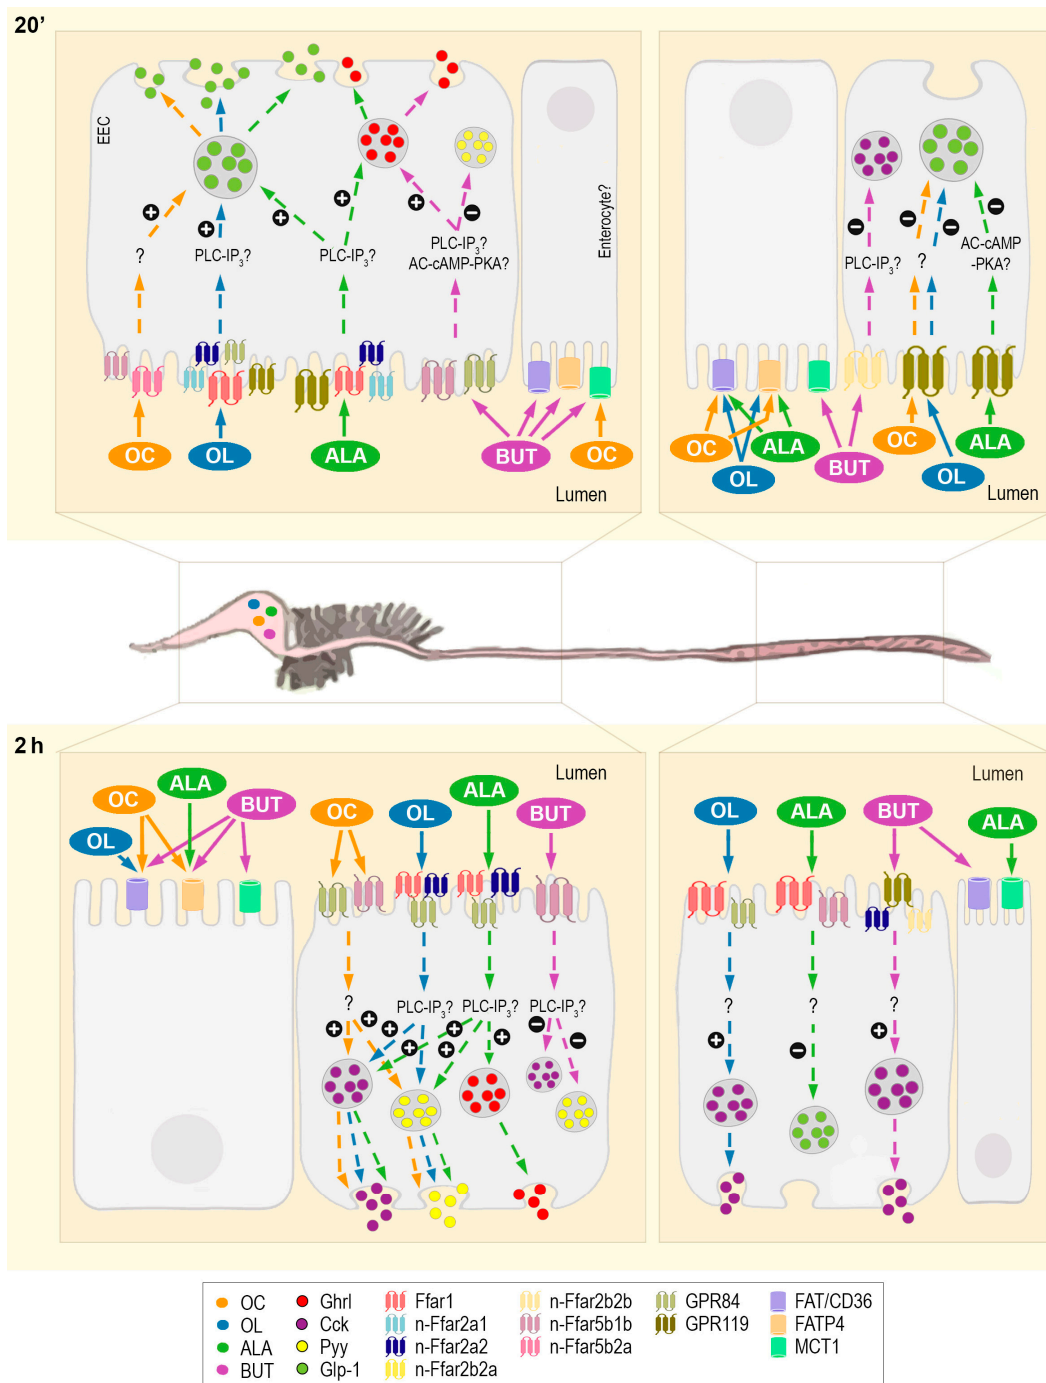 20'
EEC
Enterocyte?
?
PLC-IP3?
PLC-IP3?
PLC-IP3?
AC-cAMP-PKA?
OC
OL
ALA
BUT
OC
Lumen
PLC-IP3?
?
AC-cAMP
-PKA?
OC
ALA
OL
BUT
OC
OL
ALA
Lumen
2 h
Lumen
OC
ALA
BUT
OL
OC
OL
ALA
BUT
?
PLC-IP3?
PLC-IP3?
PLC-IP3?
Lumen
OL
ALA
BUT
ALA
?
?
?
OC
Ghrl
Ffar1
n-Ffar2b2b
GPR84
FAT/CD36
OL
Cck
n-Ffar2a1
n-Ffar5b1b
GPR119
FATP4
ALA
Pyy
n-Ffar2a2
n-Ffar5b2a
MCT1
BUT
Glp-1
n-Ffar2b2a